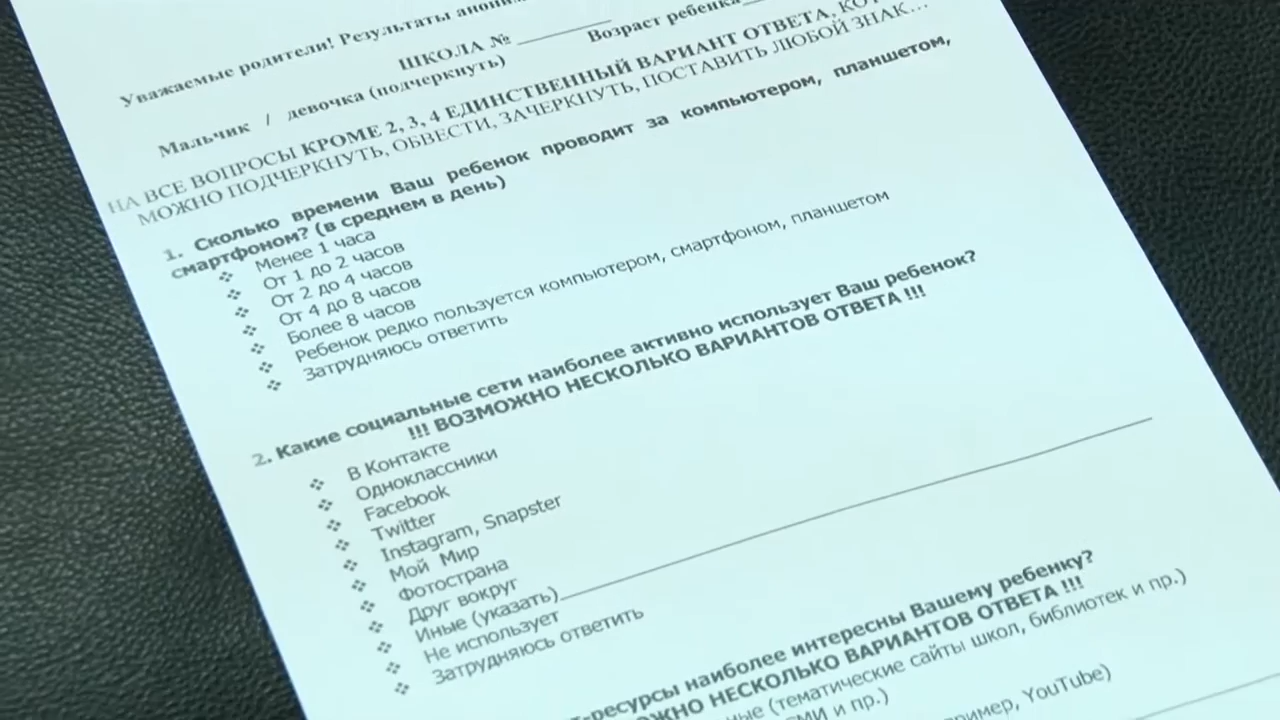 Уважаемые родители! Результаты
ШКОЛА № ________ Возраст ребенка
Мальчик / девочка (подчеркнуть)
НА ВСЕ ВОПРОСЫ КРОМЕ 2, 3, 4 ЕДИНСТВЕННЫЙ ВАРИАНТ ОТВЕТА,
МОЖНО ПОДЧЕРКНУТЬ, ОБВЕСТИ, ЗАЧЕРКНУТЬ, ПОСТАВИТЬ ЛЮБОЙ ЗНАК…
1. Сколько времени Ваш ребенок проводит за компьютером, планшетом,
смартфоном? (в среднем в день)
Менее 1 часа
От 1 до 2 часов
От 2 до 4 часов
От 4 до 8 часов
Более 8 часов
Ребенок редко пользуется компьютером, смартфоном, планшетом
Затрудняюсь ответить
2. Какие социальные сети наиболее активно использует Ваш ребенок?
!!! ВОЗМОЖНО НЕСКОЛЬКО ВАРИАНТОВ ОТВЕТА !!!
В Контакте
Одноклассники
Facebook
Twitter
Instagram, Snapster
Мой Мир
Фотострана
Друг вокруг
Иные (указать)________
Не использует
Затрудняюсь ответить
наиболее интересны Вашему ребенку?
НЕСКОЛЬКО ВАРИАНТОВ ОТВЕТА !!!
(тематические сайты школ, библиотек и пр.)
СМИ и пр.)
YouTube)